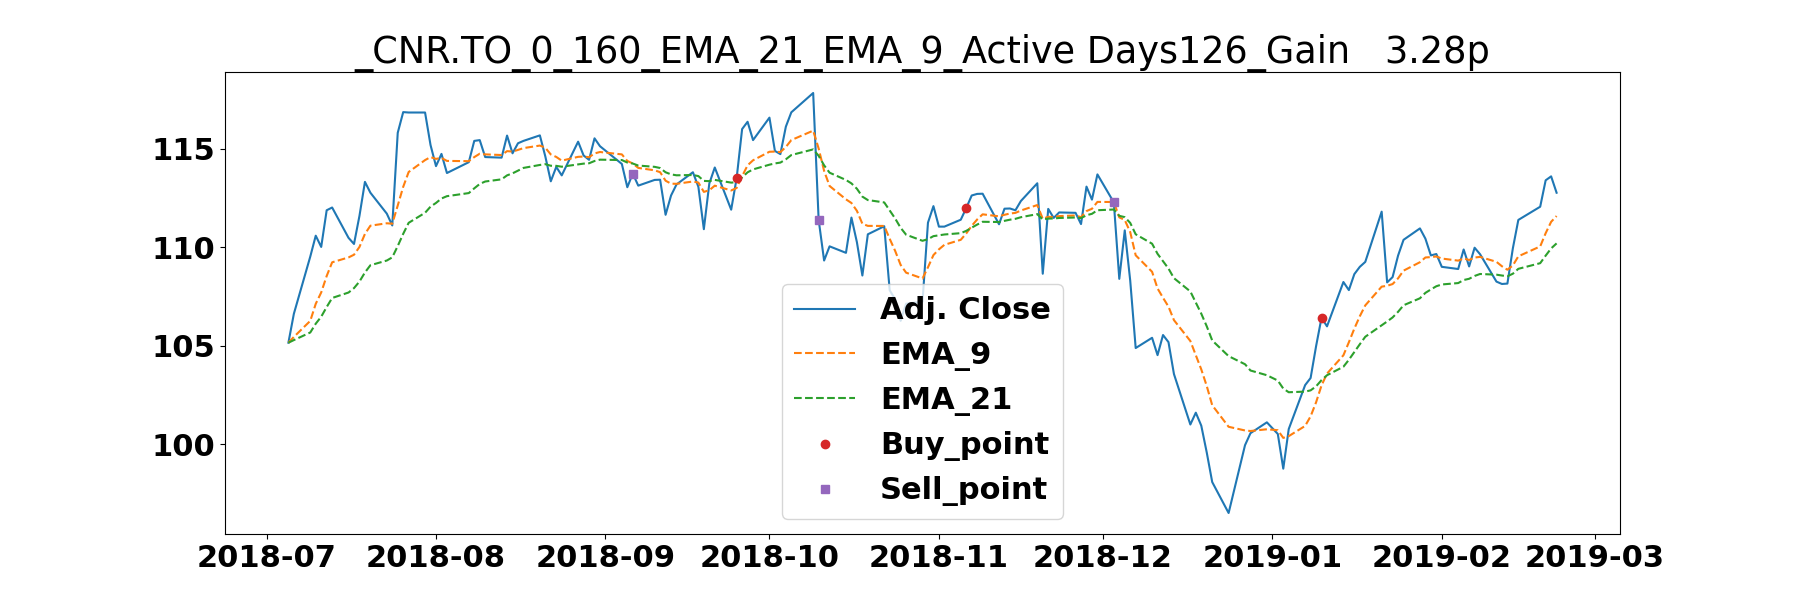 _CNR.TO_0_160_EMA_21_EMA_9_Active Days126_Gain   3.28p
115
110
105
100
Adj. Close
EMA_9
EMA_21
Buy_point
Sell_point
2018-07 2018-08 2018-09 2018-10 2018-11 2018-12 2019-01 2019-02 2019-03